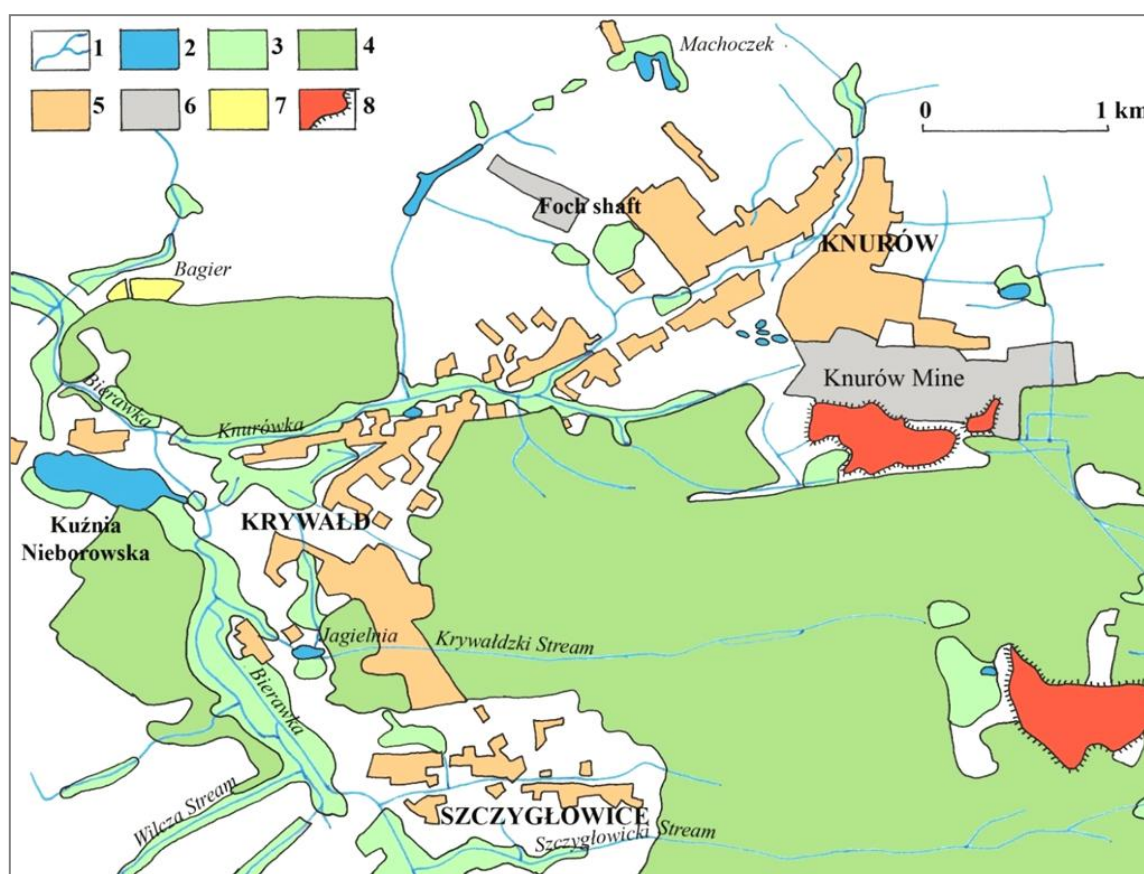 1 2 3 4
5 6 7 8
Machoczek
0 1 km
Foch shaft
KNURÓW
Bagier
Knurów Mine
Bierawka
Knurówka
KRYWAŁD
Kuźnia
Nieborowska
Jagielnia
Krywałdzki Stream
Bierawka
SZCZYGŁOWICE
Wilcza Stream
Szczygłowicki Stream